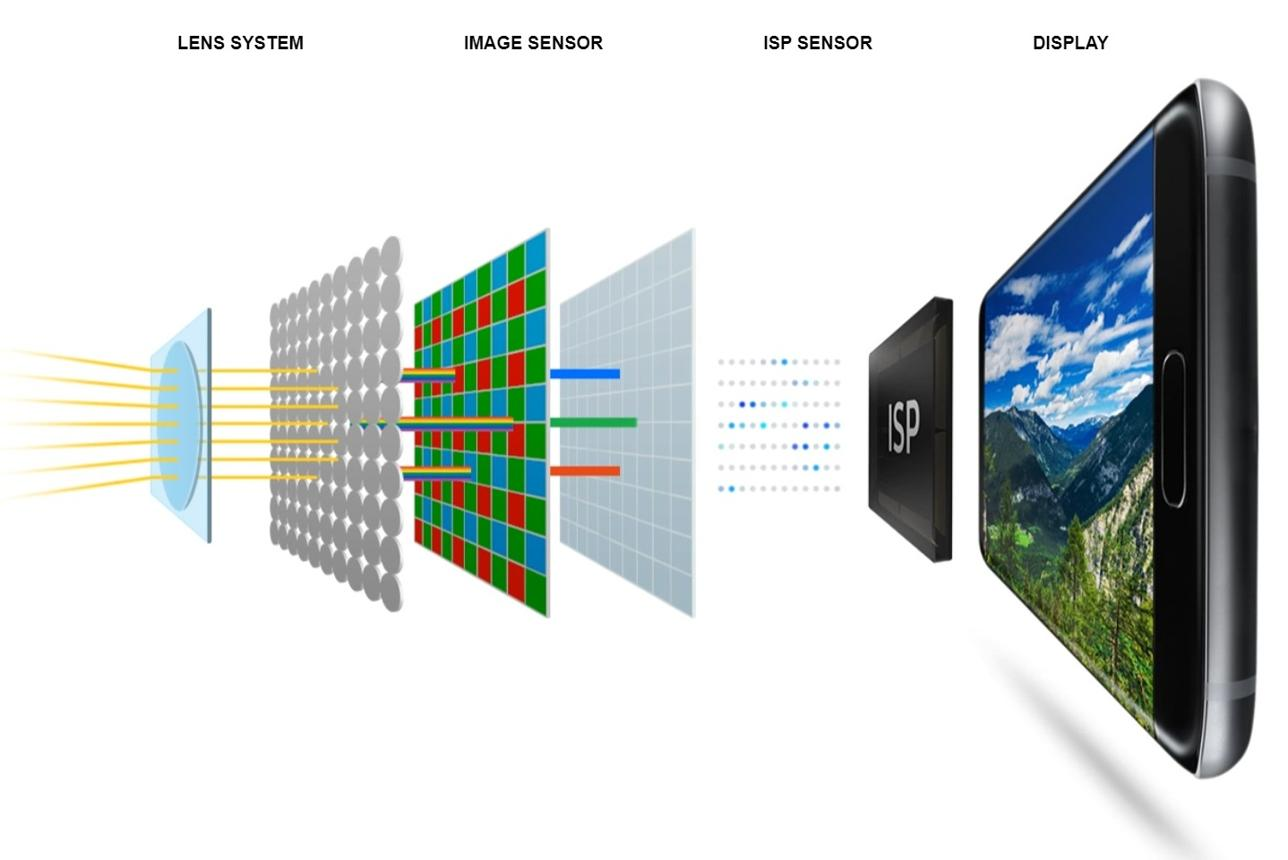 LENS SYSTEM
IMAGE SENSOR
ISP SENSOR
DISPLAY
ISP